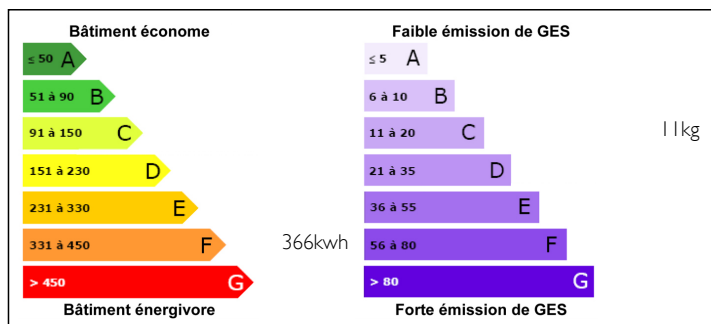 Bâtiment économe
≤ 50 A
51 à 90 B
91 à 150 C
151 à 230 D
231 à 330 E
331 à 450 F
366kwh
> 450 G
Bâtiment énergivore
Faible émission de GES
≤ 5 A
6 à 10 B
11 à 20 C
11kg
21 à 35 D
36 à 55 E
56 à 80 F
> 80 G
Forte émission de GES